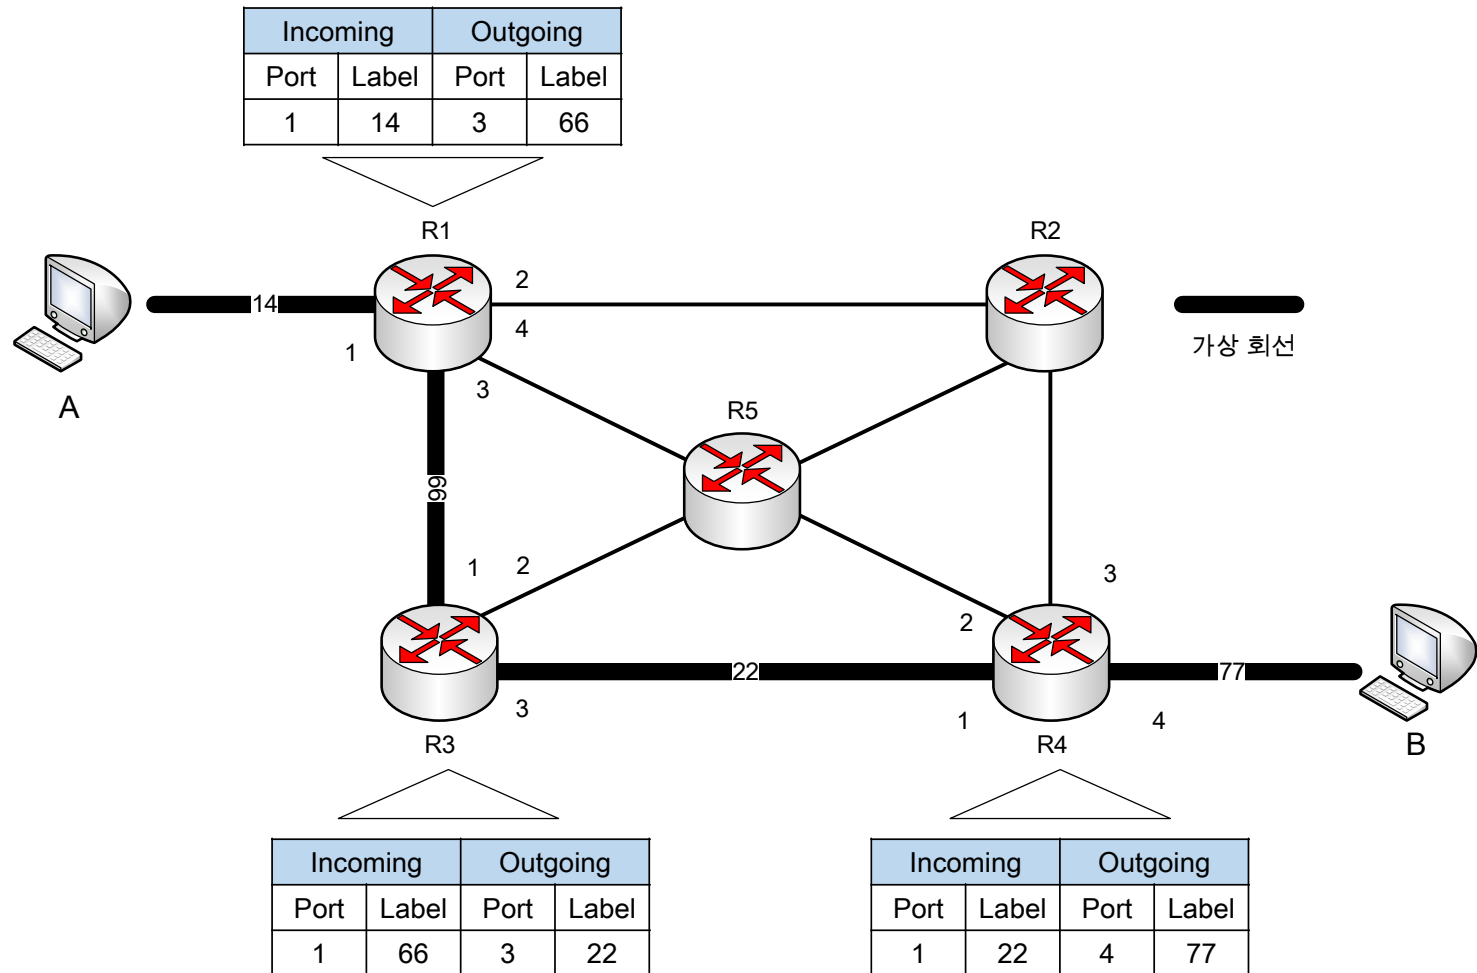 Incoming Outgoing
Port Label Port Label
1 14 3 66
R1
R2
2
14
4
1
가상 회선
A
3
R5
66
1
2
3
2
22
77
3
1
4
R3
R4
B
Incoming Outgoing
Port Label Port Label
1 66 3 22
Incoming Outgoing
Port Label Port Label
1 22 4 77